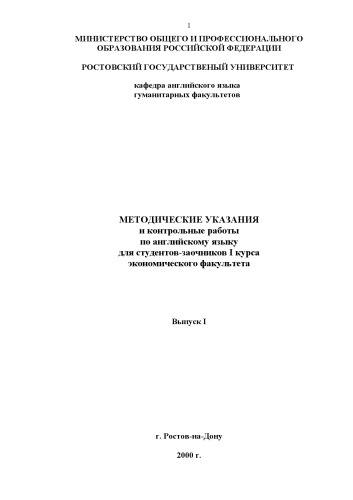 1
МИНИСТЕРСТВО ОБЩЕГО И ПРОФЕССИОНАЛЬНОГО
ОБРАЗОВАНИЯ РОССИЙСКОЙ ФЕДЕРАЦИИ
РОСТОВСКИЙ ГОСУДАРСТВЕНЫЙ УНИВЕРСИТЕТ
кафедра английского языка
гуманитарных факультетов
МЕТОДИЧЕСКИЕ УКАЗАНИЯ
и контрольные работы
по английскому языку
для студентов-заочников I курса
экономического факультета
Выпуск I
г. Ростов-на-Дону
2000 г.